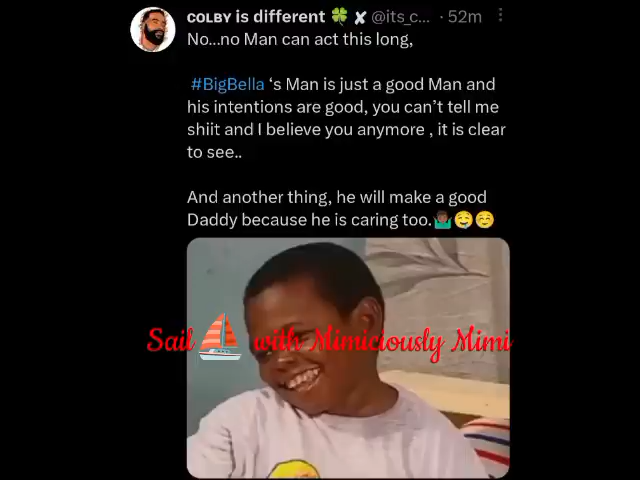 COLBY is different 🍀 ✘ @its_c... · 52m
No...no Man can act this long,
#BigBella ‘s Man is just a good Man and
his intentions are good, you can’t tell me
shiit and I believe you anymore , it is clear
to see..
And another thing, he will make a good
Daddy because he is caring too.🤷🏾‍♂️🤤☺️
Sail ⛵ with Mimiciously Mimi